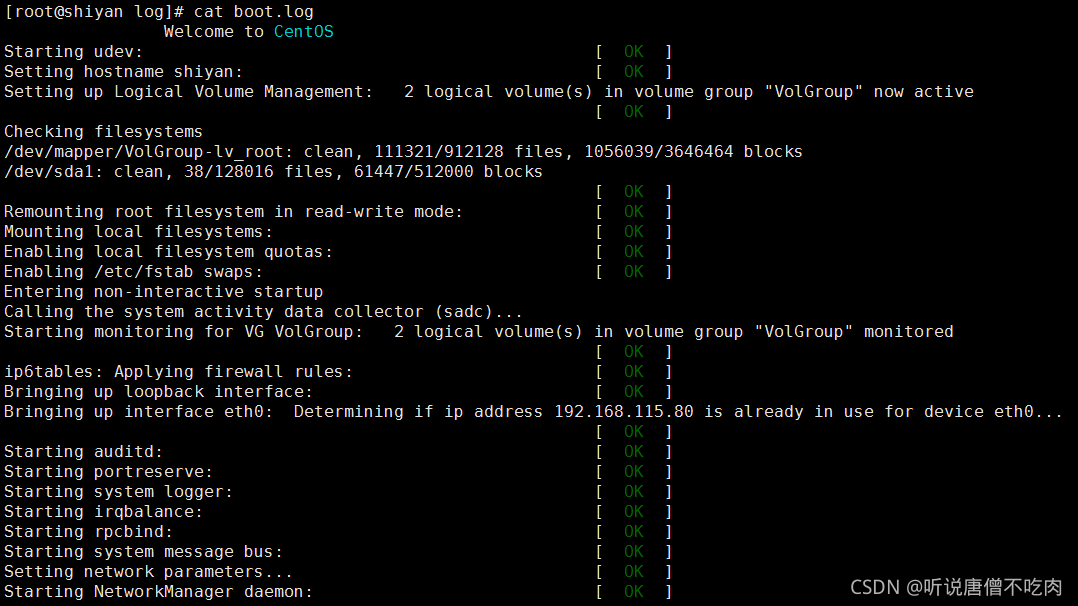 [root@shiyan log]# cat boot.log
                Welcome to CentOS
Starting udev:                                             [  OK  ]
Setting hostname shiyan:                                   [  OK  ]
Setting up Logical Volume Management:   2 logical volume(s) in volume group "VolGroup" now active
                                                           [  OK  ]
Checking filesystems
/dev/mapper/VolGroup-lv_root: clean, 111321/912128 files, 1056039/3646464 blocks
/dev/sda1: clean, 38/128016 files, 61447/512000 blocks
                                                           [  OK  ]
Remounting root filesystem in read-write mode:             [  OK  ]
Mounting local filesystems:                                [  OK  ]
Enabling local filesystem quotas:                          [  OK  ]
Enabling /etc/fstab swaps:                                 [  OK  ]
Entering non-interactive startup
Calling the system activity data collector (sadc)...
Starting monitoring for VG VolGroup:   2 logical volume(s) in volume group "VolGroup" monitored
                                                           [  OK  ]
ip6tables: Applying firewall rules:                        [  OK  ]
Bringing up loopback interface:                            [  OK  ]
Bringing up interface eth0:  Determining if ip address 192.168.115.80 is already in use for device eth0...
                                                           [  OK  ]
Starting auditd:                                           [  OK  ]
Starting portreserve:                                      [  OK  ]
Starting system logger:                                    [  OK  ]
Starting irqbalance:                                       [  OK  ]
Starting rpcbind:                                          [  OK  ]
Starting system message bus:                               [  OK  ]
Setting network parameters...                              [  OK  ]
Starting NetworkManager daemon:                            [  OK  ]
CSDN @听说唐僧不吃肉